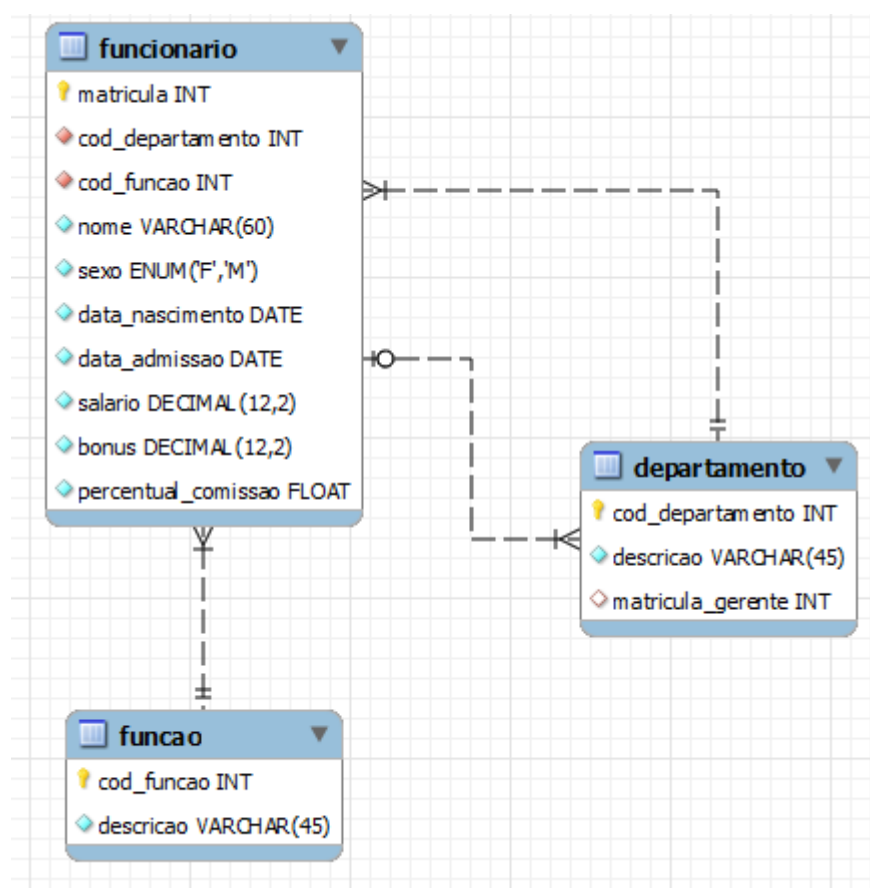 funcionario
matricula INT
cod_departamento INT
cod_funcao INT
nome VARCHAR(60)
sexo ENUM('F','M')
data_nascimento DATE
data_admissao DATE
salario DECIMAL(12,2)
bonus DECIMAL(12,2)
percentual_comissao FLOAT
departamento
cod_departamento INT
descricao VARCHAR(45)
matricula_gerente INT
funcao
cod_funcao INT
descricao VARCHAR(45)